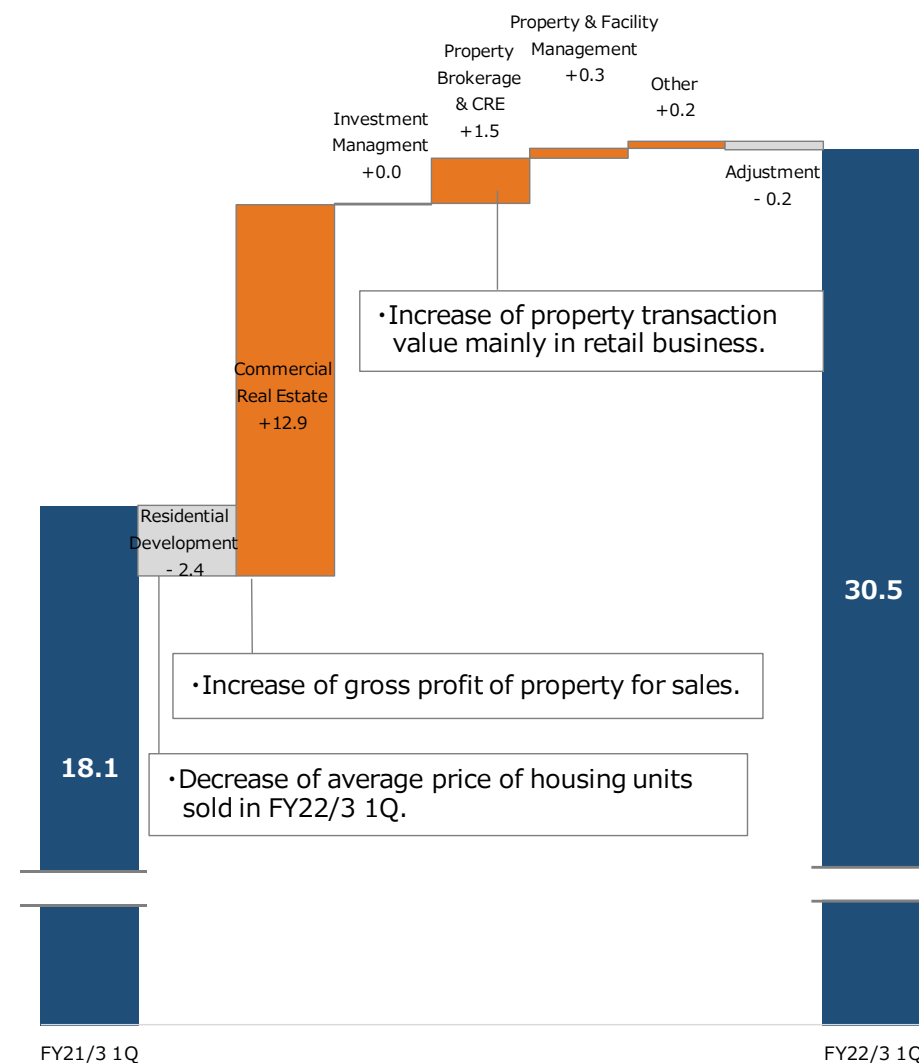 Property & Facility
Management
+0.3
Property
Brokerage
& CRE
+1.5
Other
+0.2
Investment
Managment
+0.0
Adjustment
- 0.2
・Increase of property transaction
value mainly in retail business.
Commercial
Real Estate
+12.9
Residential
Development
- 2.4
30.5
・Increase of gross profit of property for sales.
18.1
・Decrease of average price of housing units
sold in FY22/3 1Q.
FY21/3 1Q
FY22/3 1Q